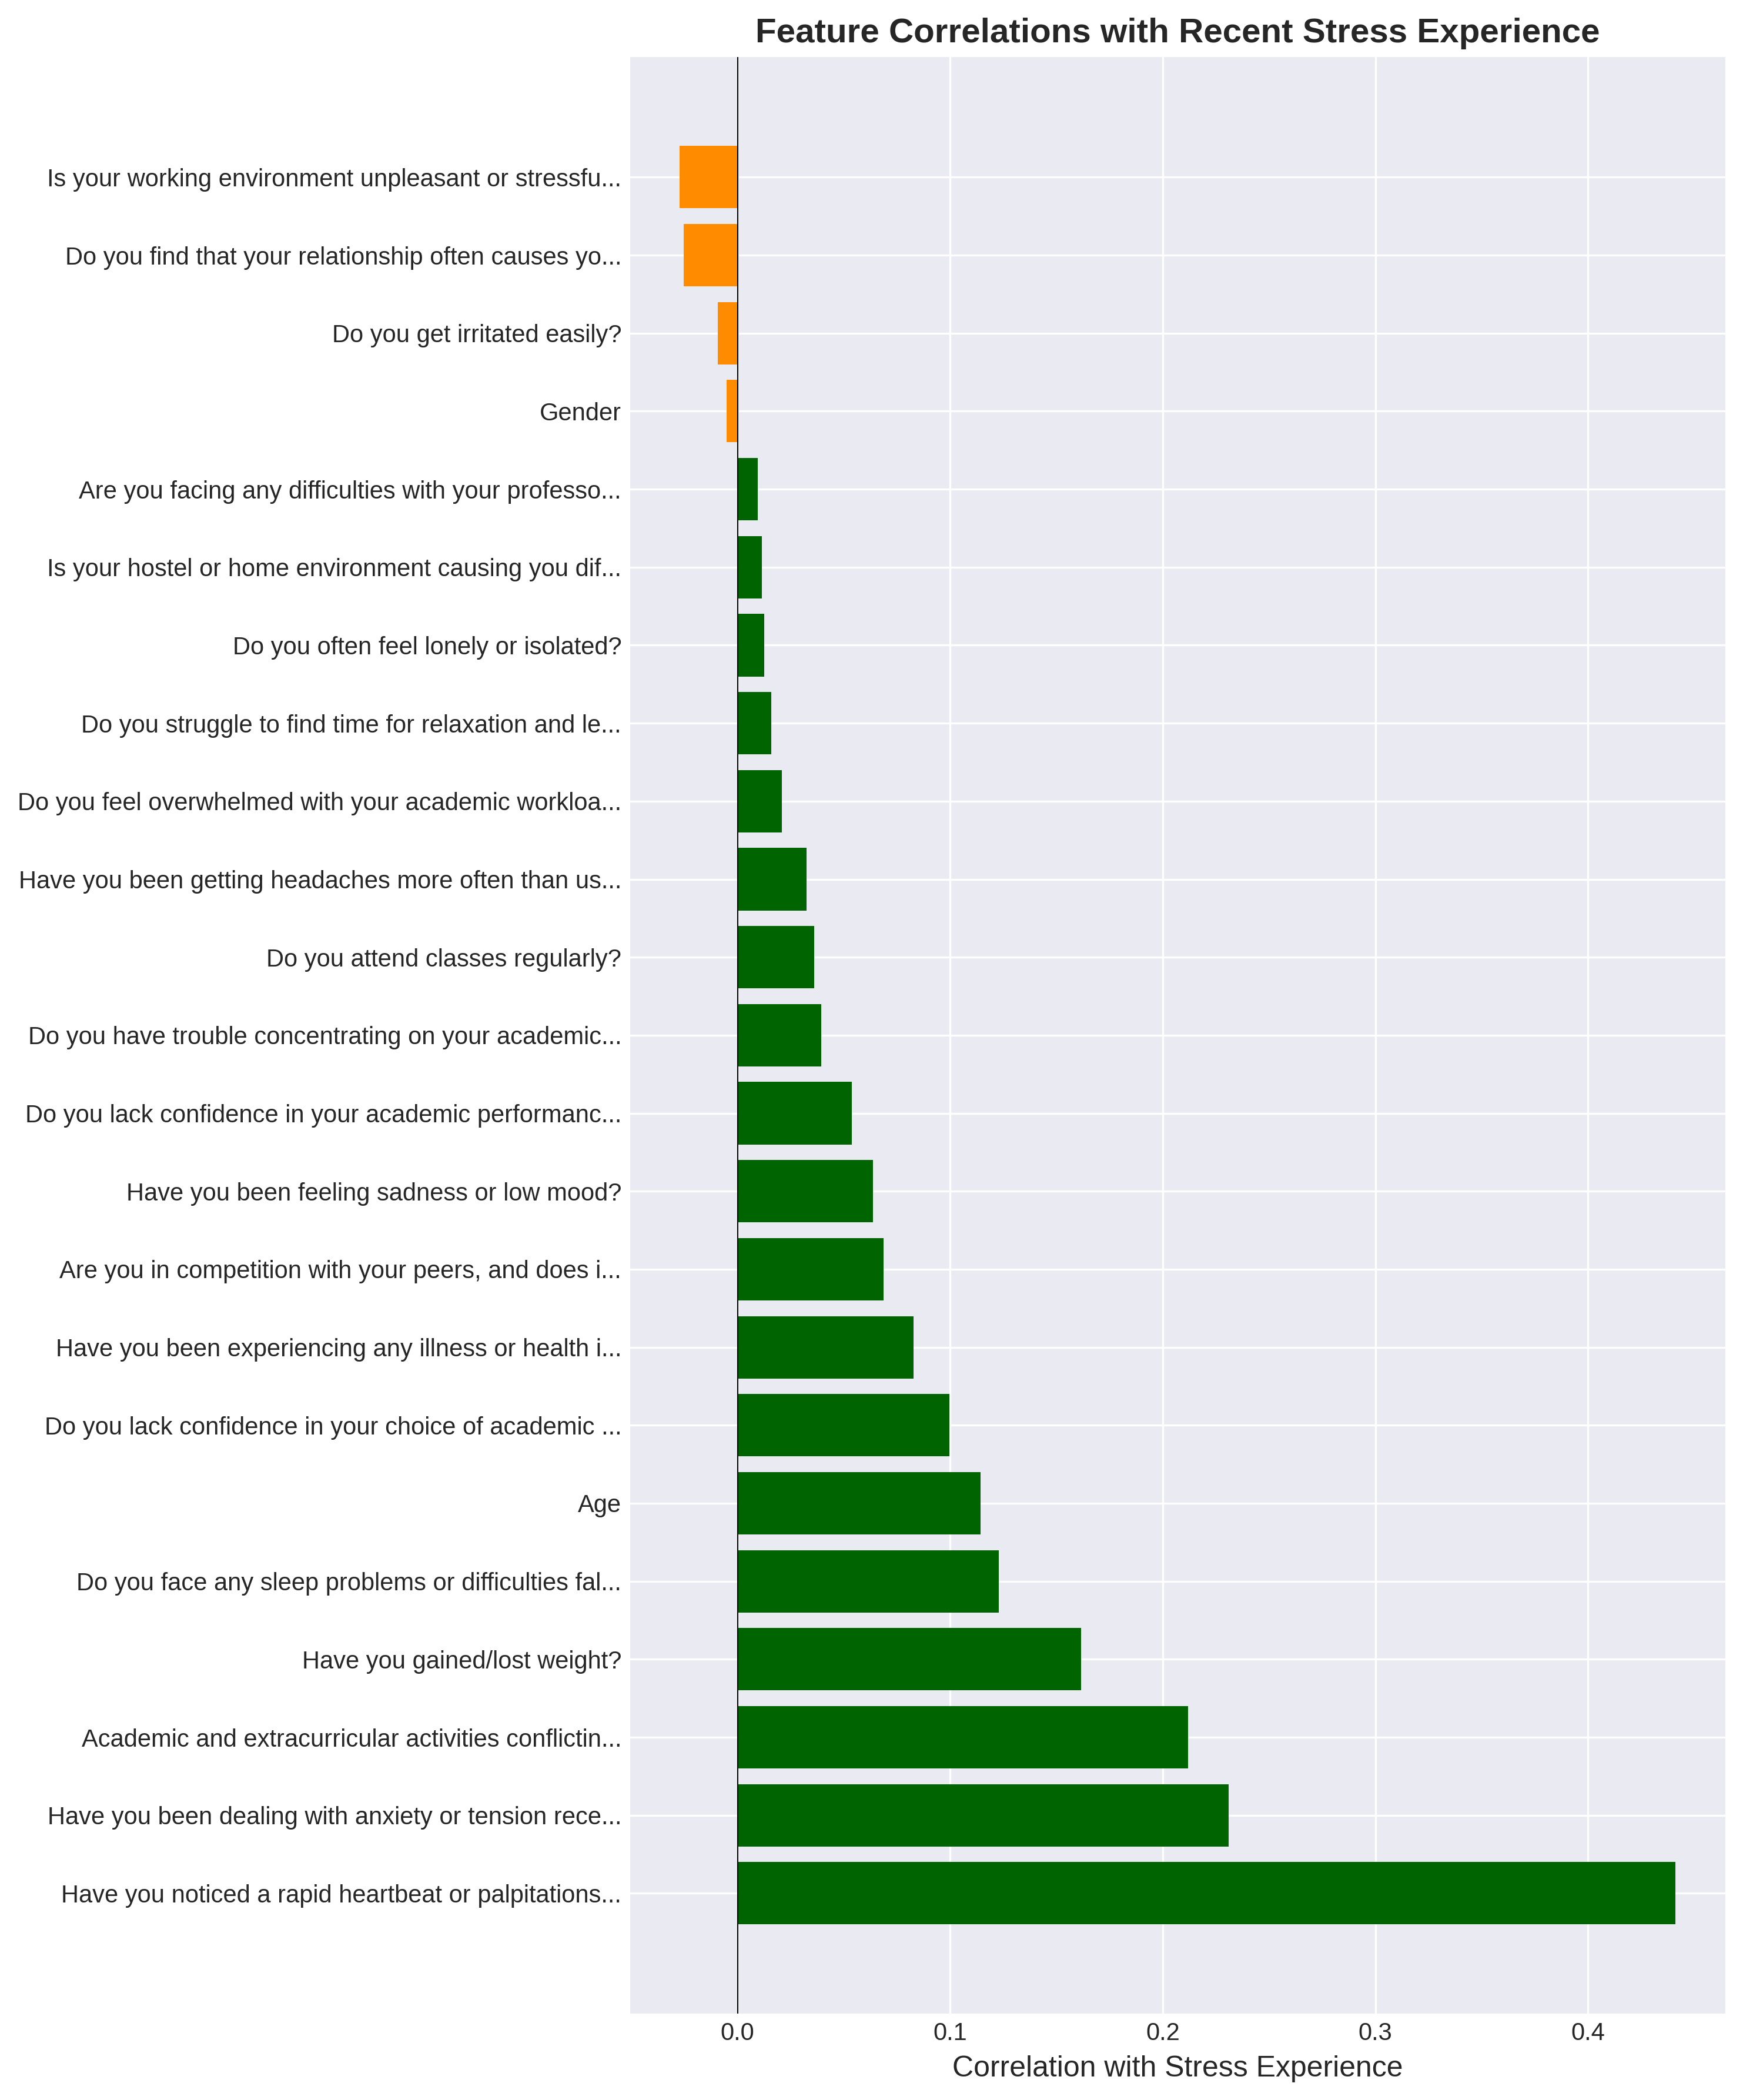 Feature Correlations with Recent Stress Experience
Is your working environment unpleasant or stressfu...
Do you find that your relationship often causes yo...
Do you get irritated easily?
Gender
Are you facing any difficulties with your professo...
Is your hostel or home environment causing you dif...
Do you often feel lonely or isolated?
Do you struggle to find time for relaxation and le...
Do you feel overwhelmed with your academic workloa...
Have you been getting headaches more often than us...
Do you attend classes regularly?
Do you have trouble concentrating on your academic...
Do you lack confidence in your academic performanc...
Have you been feeling sadness or low mood?
Are you in competition with your peers, and does i...
Have you been experiencing any illness or health i...
Do you lack confidence in your choice of academic ...
Age
Do you face any sleep problems or difficulties fal...
Have you gained/lost weight?
Academic and extracurricular activities conflictin...
Have you been dealing with anxiety or tension rece...
Have you noticed a rapid heartbeat or palpitations...
0.0 0.1 0.2 0.3 0.4
Correlation with Stress Experience